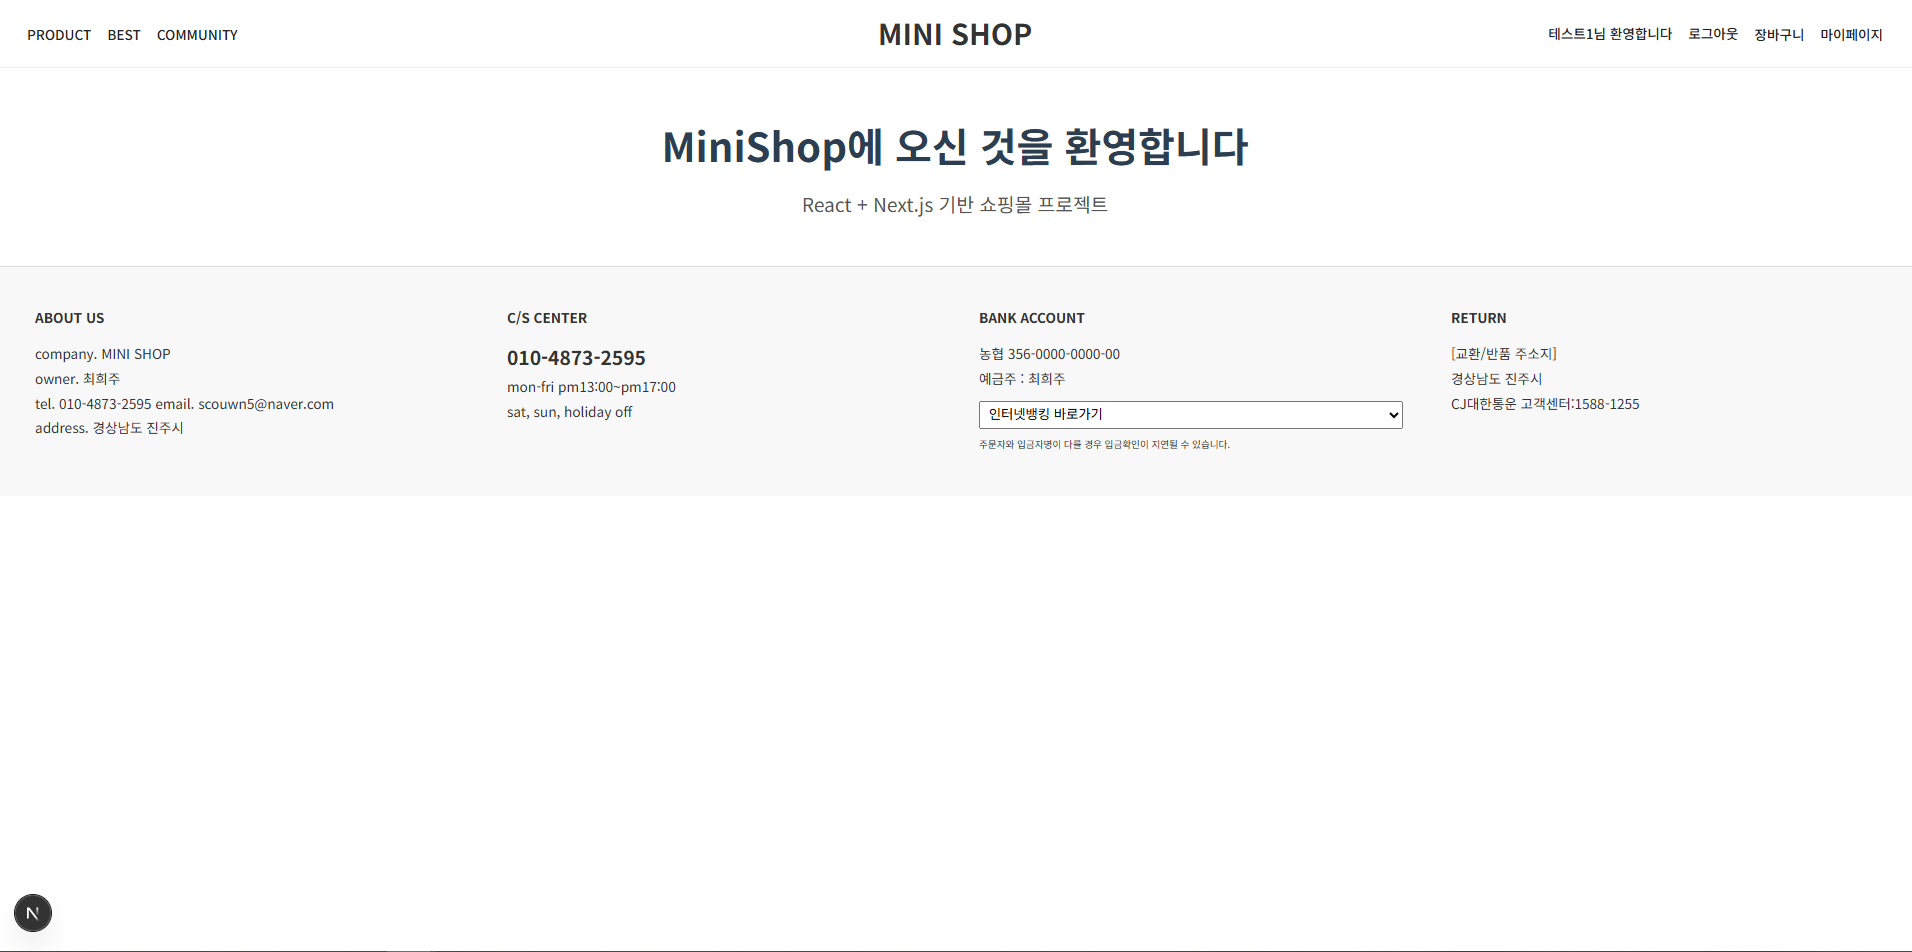 PRODUCT BEST COMMUNITY
MINI SHOP
테스트1님 환영합니다 로그아웃 장바구니 마이페이지
MiniShop에 오신 것을 환영합니다
React + Next.js 기반 쇼핑몰 프로젝트
ABOUT US
company. MINI SHOP
owner. 최희주
tel. 010-4873-2595 email. scouwn5@naver.com
address. 경상남도 진주시
C/S CENTER
010-4873-2595
mon-fri pm13:00~pm17:00
sat, sun, holiday off
BANK ACCOUNT
농협 356-0000-0000-00
예금주 : 최희주
인터넷뱅킹 바로가기
주문자와 입금자명이 다를 경우 입금확인이 지연될 수 있습니다.
RETURN
[교환/반품 주소지]
경상남도 진주시
CJ대한통운 고객센터:1588-1255
N